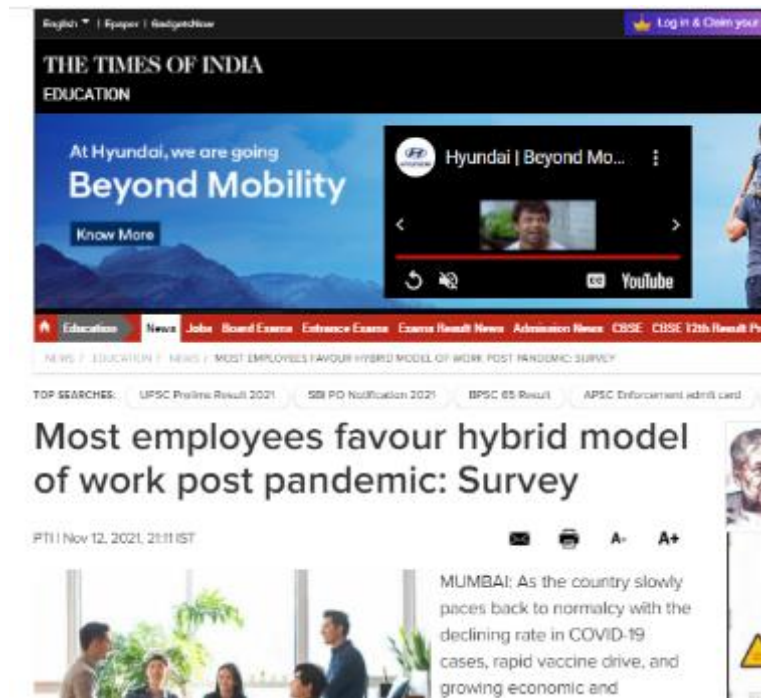 English | Epaper | GadgetsNow
Log in & Claim your
THE TIMES OF INDIA
EDUCATION
At Hyundai, we are going
Beyond Mobility
Know More
Hyundai | Beyond Mo...
CC YouTube
Education News Jobs Board Exams Entrance Exams Exams Result News Admission News CBSE CBSE 12th Result
NEWS / EDUCATION / NEWS / MOST EMPLOYEES FAVOUR HYBRID MODEL OF WORK POST PANDEMIC: SURVEY
TOP SEARCHES: UPSC Prelims Result 2021 SBI PO Notification 2021 BPSC 65 Result APSC Enforcement admit card
Most employees favour hybrid model
of work post pandemic: Survey
PTI | Nov 12, 2021, 21:11 IST
A- A+
MUMBAI: As the country slowly
paces back to normalcy with the
declining rate in COVID-19
cases, rapid vaccine drive, and
growing economic and